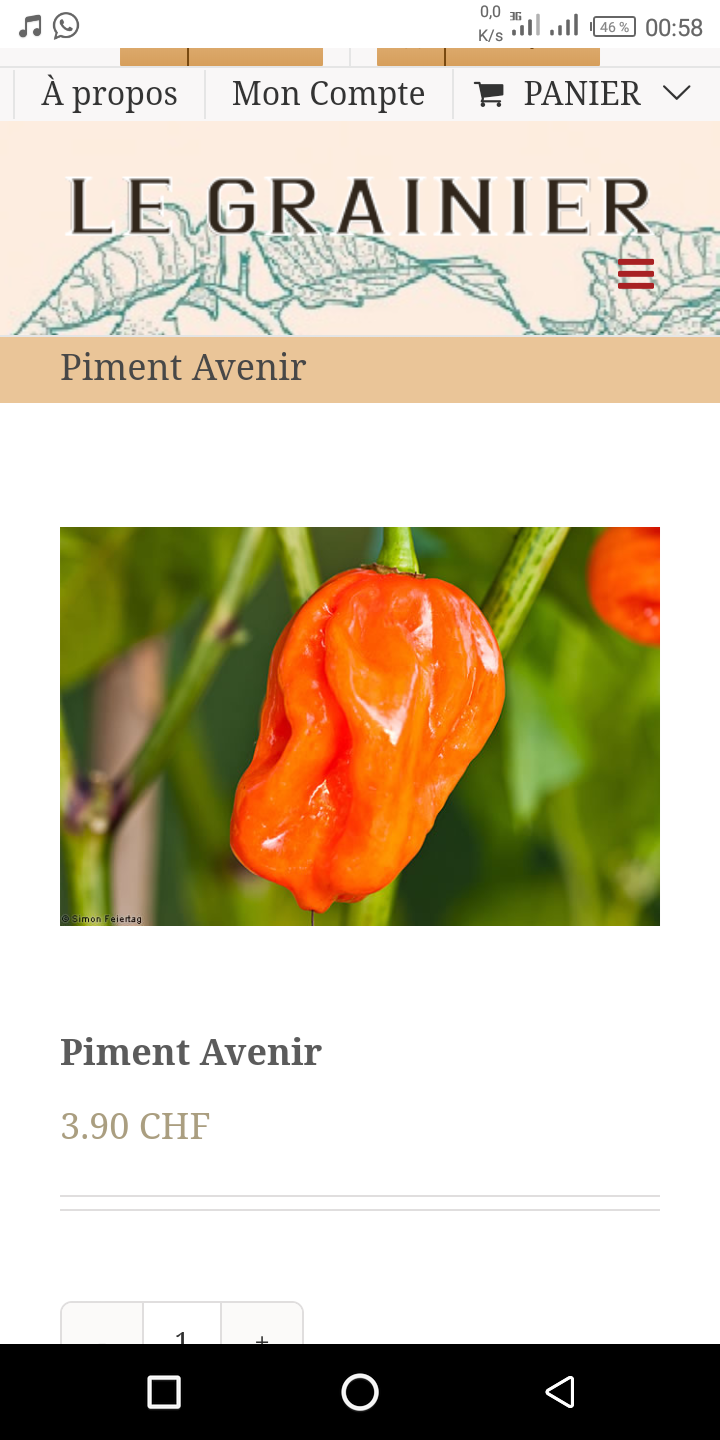 0,0
K/s
3G
46 %
00:58
À propos
Mon Compte
PANIER
LE GRAINIER
Piment Avenir
© Simon Feiertag
Piment Avenir
3.90 CHF
- 1 +